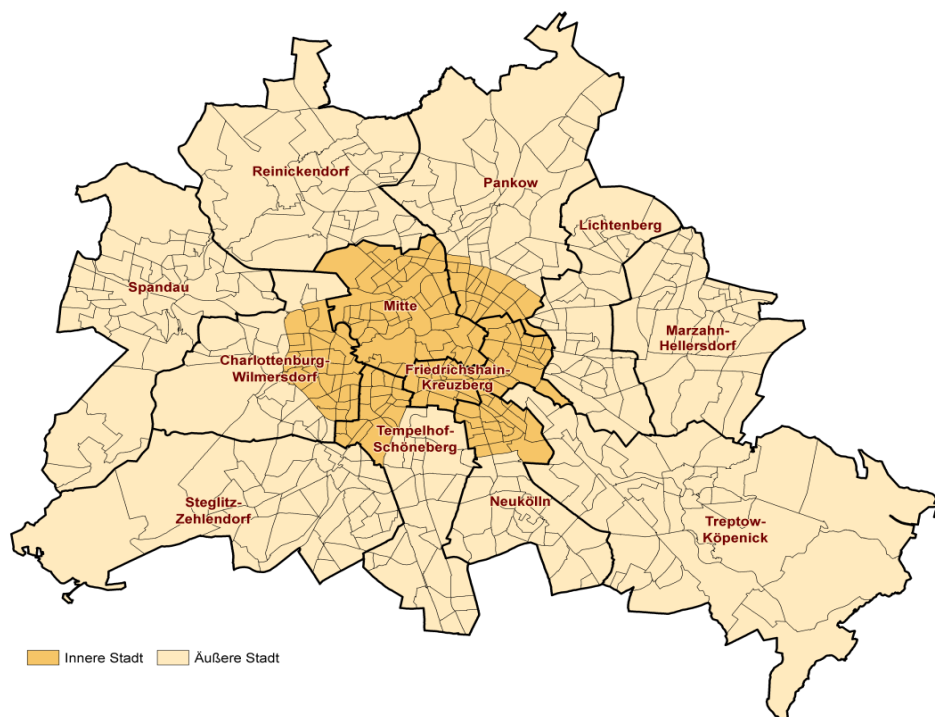 Reinickendorf
Pankow
Lichtenberg
Spandau
Mitte
Marzahn-
Hellersdorf
Charlottenburg-
Wilmersdorf
Friedrichshain-
Kreuzberg
Tempelhof-
Schöneberg
Steglitz-
Zehlendorf
Neukölln
Treptow-
Köpenick
Innere Stadt
Äußere Stadt